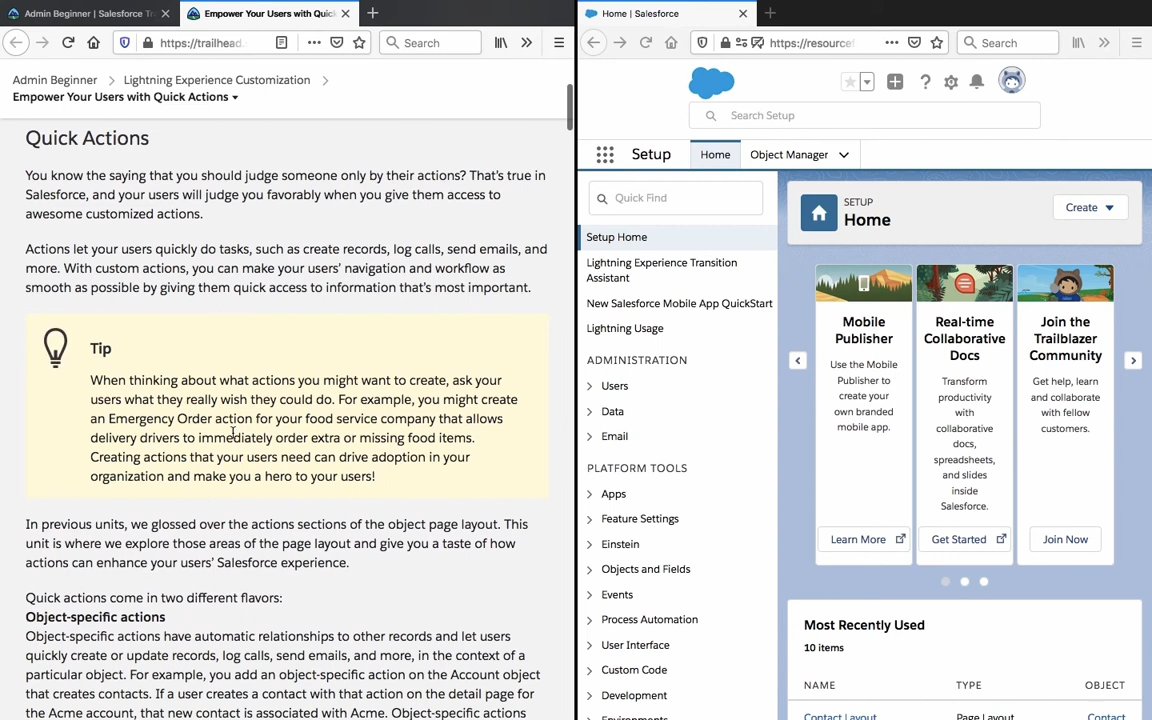 Admin Beginner | Salesforce Tr
Empower Your Users with Quick
https://trailhead.
Search
Admin Beginner
Lightning Experience Customization
Empower Your Users with Quick Actions
Quick Actions
You know the saying that you should judge someone only by their actions? That's true in
Salesforce, and your users will judge you favorably when you give them access to
awesome customized actions.
Actions let your users quickly do tasks, such as create records, log calls, send emails, and
more. With custom actions, you can make your users' navigation and workflow as
smooth as possible by giving them quick access to information that's most important.
Tip
When thinking about what actions you might want to create, ask your
users what they really wish they could do. For example, you might create
an Emergency Order action for your food service company that allows
delivery drivers to immediately order extra or missing food items.
Creating actions that your users need can drive adoption in your
organization and make you a hero to your users!
In previous units, we glossed over the actions sections of the object page layout. This
unit is where we explore those areas of the page layout and give you a taste of how
actions can enhance your users' Salesforce experience.
Quick actions come in two different flavors:
Object-specific actions
Object-specific actions have automatic relationships to other records and let users
quickly create or update records, log calls, send emails, and more, in the context of a
particular object. For example, you add an object-specific action on the Account object
that creates contacts. If a user creates a contact with that action on the detail page for
the Acme account, that new contact is associated with Acme. Object-specific actions
Home | Salesforce
https://resourcef
Search
Search Setup
Setup
Home
Object Manager
Quick Find
Setup Home
Lightning Experience Transition
Assistant
New Salesforce Mobile App QuickStart
Lightning Usage
ADMINISTRATION
Users
Data
Email
PLATFORM TOOLS
Apps
Feature Settings
Einstein
Objects and Fields
Events
Process Automation
User Interface
Custom Code
Development
Environments
SETUP
Home
Create
Mobile
Publisher
Use the Mobile
Publisher to
create your
own branded
mobile app.
Learn More
Real-time
Collaborative
Docs
Transform
productivity
with
collaborative
docs,
spreadsheets,
and slides
inside
Salesforce.
Get Started
Join the
Trailblazer
Community
Get help, learn
and collaborate
with fellow
customers.
Join Now
Most Recently Used
10 items
NAME
TYPE
OBJECT
Contact Layout
Page Layout
Contact